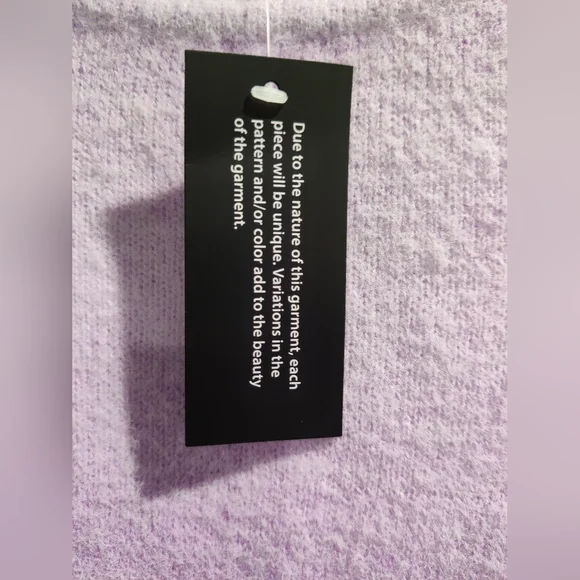 Due to the nature of this garment, each
piece will be unique. Variations in the
pattern and/or color add to the beauty
of the garment.